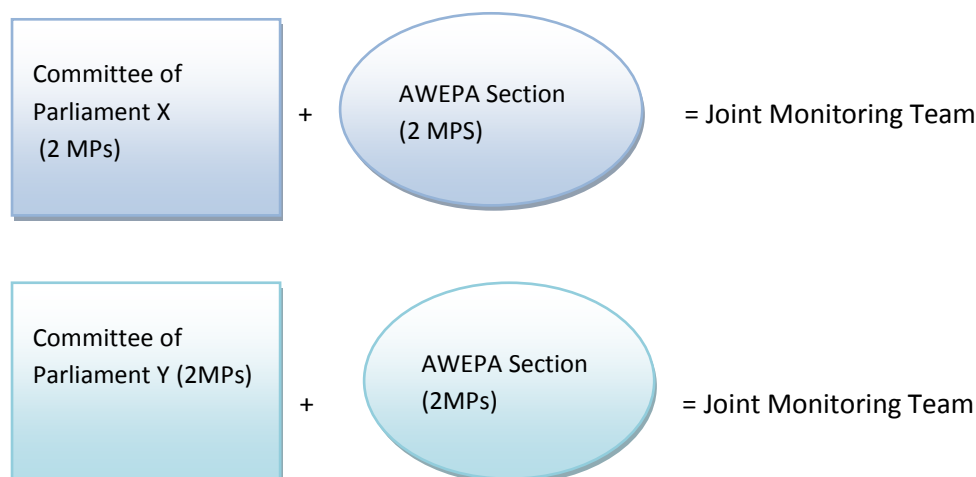 Committee of
Parliament X
(2 MPs)
+
AWEPA Section
(2 MPS)
= Joint Monitoring Team
Committee of
Parliament Y (2MPs)
+
AWEPA Section
(2MPs)
= Joint Monitoring Team